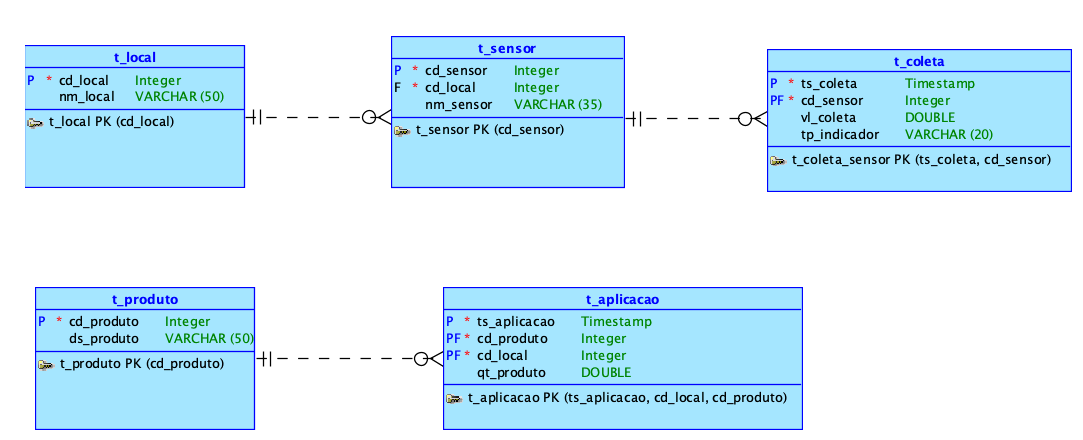 t_local
P * cd_local Integer
nm_local VARCHAR (50)
t_local PK (cd_local)
t_sensor
P * cd_sensor Integer
F * cd_local Integer
nm_sensor VARCHAR (35)
t_sensor PK (cd_sensor)
t_coleta
P * ts_coleta Timestamp
PF * cd_sensor Integer
vl_coleta DOUBLE
tp_indicador VARCHAR (20)
t_coleta_sensor PK (ts_coleta, cd_sensor)
t_produto
P * cd_produto Integer
ds_produto VARCHAR (50)
t_produto PK (cd_produto)
t_aplicacao
P * ts_aplicacao Timestamp
PF * cd_produto Integer
PF * cd_local Integer
qt_produto DOUBLE
t_aplicacao PK (ts_aplicacao, cd_local, cd_produto)